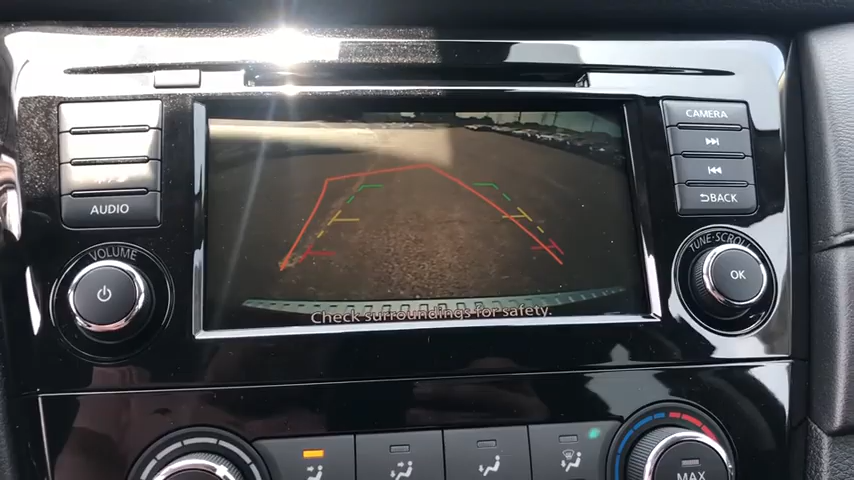 CAMERA
BACK
AUDIO
TUNE·SCROLL
VOLUME
OK
Check surroundings for safety.
MAX